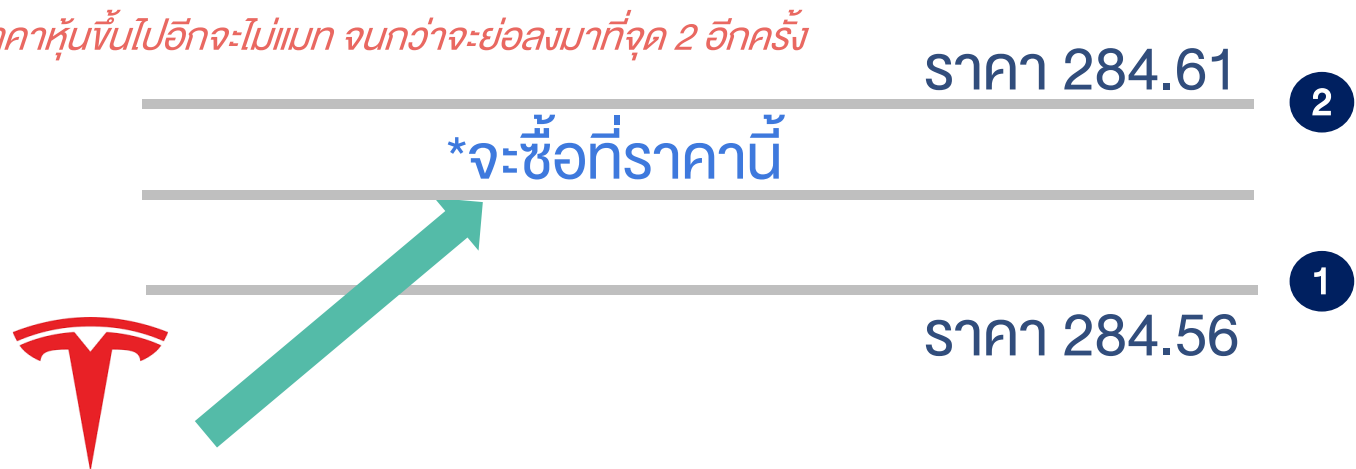 าคาหุ้นขึ้นไปอีกจะไม่แมท จนกว่าจะย่อลงมาที่จุด 2 อีกครั้ง
ราคา 284.61
2
*จะซื้อที่ราคานี้
1
ราคา 284.56